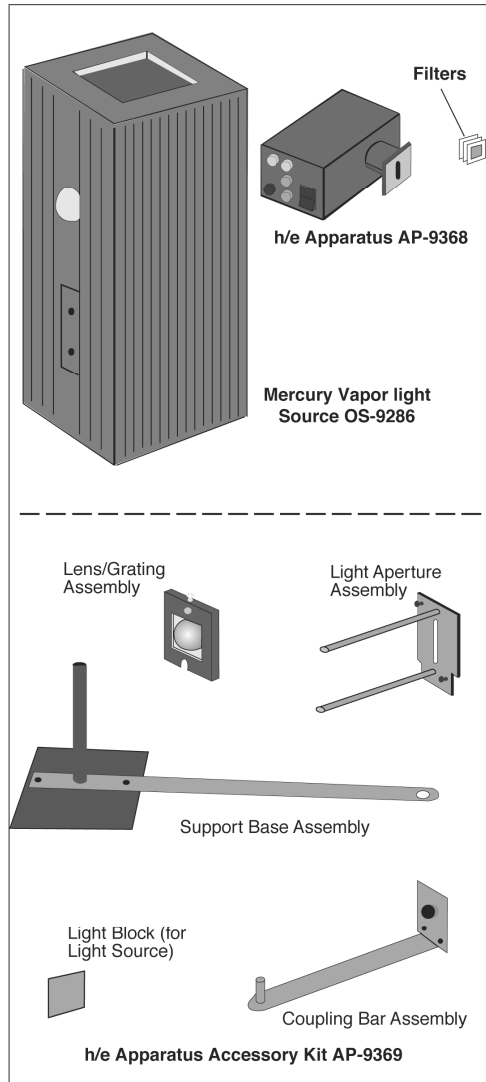 Filters
h/e Apparatus AP-9368
Mercury Vapor light
Source OS-9286
Lens/Grating
Assembly
Light Aperture
Assembly
Support Base Assembly
Light Block (for
Light Source)
Coupling Bar Assembly
h/e Apparatus Accessory Kit AP-9369